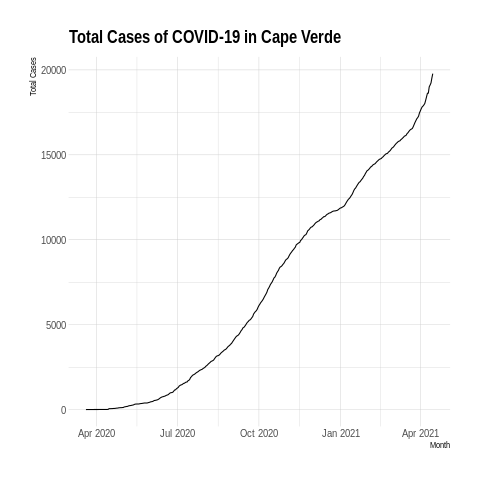 Total Cases of COVID-19 in Cape Verde
Total Cases
20000
15000
10000
5000
0
Apr 2020 Jul 2020 Oct 2020 Jan 2021 Apr 2021
Month